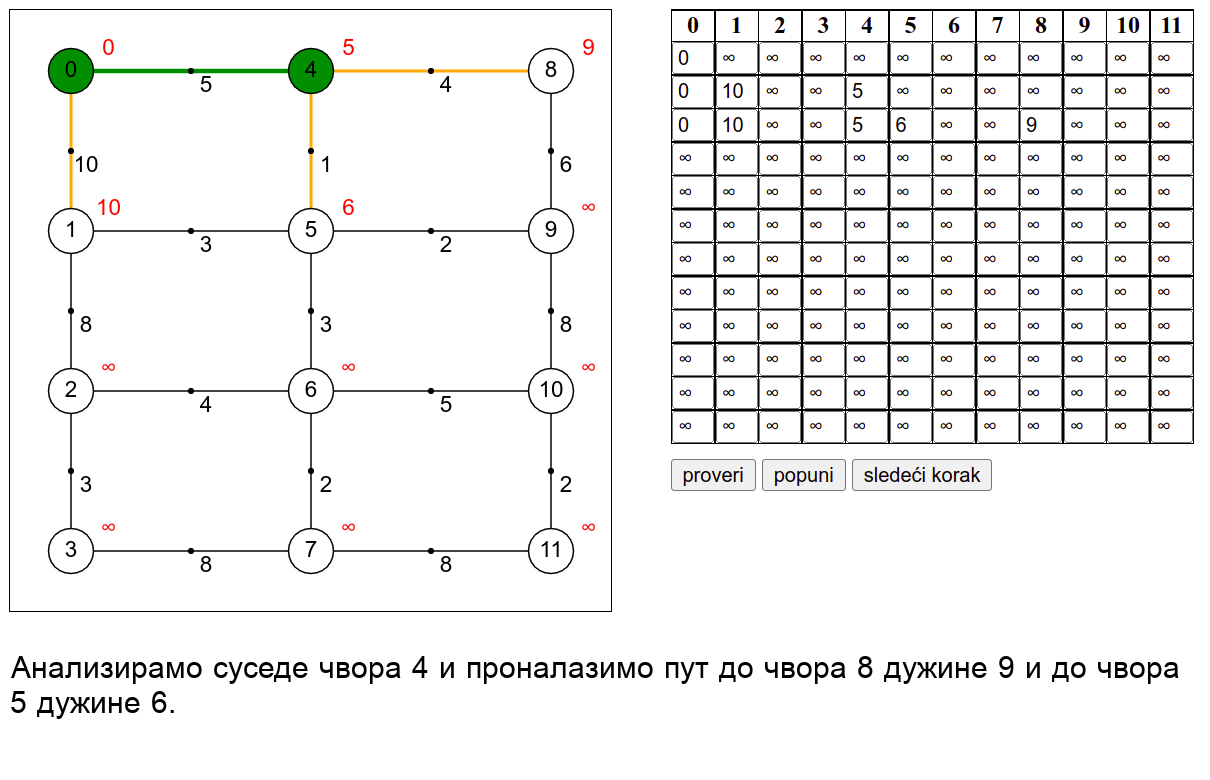 0 5 9
0 4 8
5 4
10 1 6
10 6 ∞
1 5 9
3 2
8 3 8
∞ ∞ ∞
2 6 10
4 5
3 2 2
∞ ∞ ∞
3 7 11
8 8
0 1 2 3 4 5 6 7 8 9 10 11
0 ∞ ∞ ∞ ∞ ∞ ∞ ∞ ∞ ∞ ∞ ∞
0 10 ∞ ∞ 5 ∞ ∞ ∞ ∞ ∞ ∞ ∞
0 10 ∞ ∞ 5 6 ∞ ∞ 9 ∞ ∞ ∞
∞ ∞ ∞ ∞ ∞ ∞ ∞ ∞ ∞ ∞ ∞ ∞
∞ ∞ ∞ ∞ ∞ ∞ ∞ ∞ ∞ ∞ ∞ ∞
∞ ∞ ∞ ∞ ∞ ∞ ∞ ∞ ∞ ∞ ∞ ∞
∞ ∞ ∞ ∞ ∞ ∞ ∞ ∞ ∞ ∞ ∞ ∞
∞ ∞ ∞ ∞ ∞ ∞ ∞ ∞ ∞ ∞ ∞ ∞
∞ ∞ ∞ ∞ ∞ ∞ ∞ ∞ ∞ ∞ ∞ ∞
∞ ∞ ∞ ∞ ∞ ∞ ∞ ∞ ∞ ∞ ∞ ∞
∞ ∞ ∞ ∞ ∞ ∞ ∞ ∞ ∞ ∞ ∞ ∞
∞ ∞ ∞ ∞ ∞ ∞ ∞ ∞ ∞ ∞ ∞ ∞
proveri popuni sledeći korak
Анализирамо суседе чвора 4 и проналазимо пут до чвора 8 дужине 9 и до чвора
5 дужине 6.